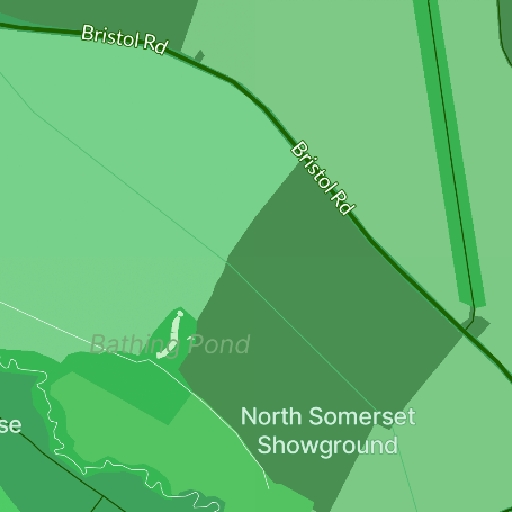 Bristol Rd
Bristol Rd
Bathing Pond
se
North Somerset
Showground